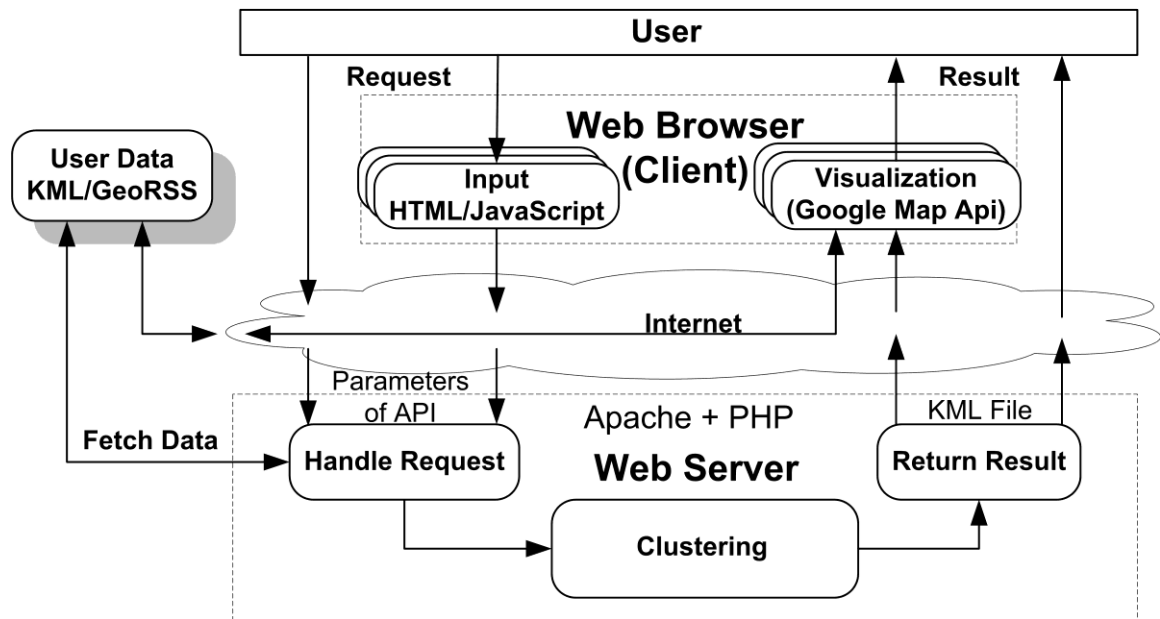 User
Request
Result
Web Browser
(Client)
User Data
KML/GeoRSS
Input
HTML/JavaScript
Visualization
(Google Map Api)
Internet
Parameters
of API
Apache + PHP
KML File
Fetch Data
Handle Request
Web Server
Return Result
Clustering